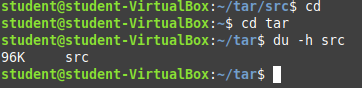 student@student-VirtualBox:~/tar/src$ cd
student@student-VirtualBox:~$ cd tar
student@student-VirtualBox:~/tar$ du -h src
96K     src
student@student-VirtualBox:~/tar$